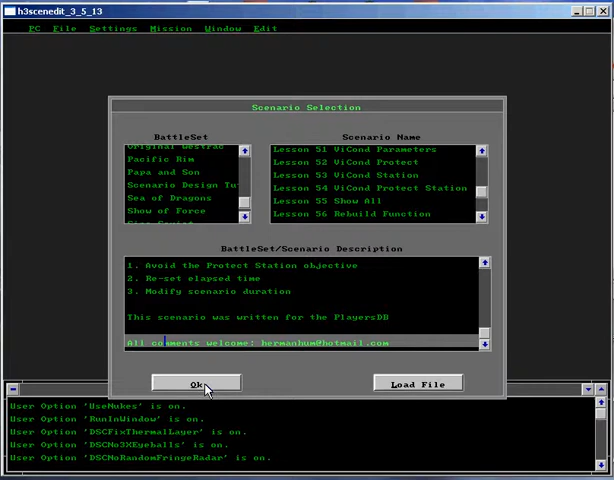 h3scenedit_3_5_13
PC File Settings Mission Window Edit
Scenario Selection
BattleSet
Scenario Name
Original Westpac
Pacific Rim
Papa and Son
Scenario Design Tu
Sea of Dragons
Show of Force
Lesson 51 ViCond Parameters
Lesson 52 ViCond Protect
Lesson 53 ViCond Station
Lesson 54 ViCond Protect Station
Lesson 55 Show All
Lesson 56 Rebuild Function
BattleSet/Scenario Description
1. Avoid the Protect Station objective
2. Re-set elapsed time
3. Modify scenario duration
This scenario was written for the PlayersDB
All comments welcome: hermanhum@hotmail.com
Ok
Load File
User Option 'UseNukes' is on.
User Option 'RunInWindow' is on.
User Option 'DSCFixThermalLayer' is on.
User Option 'DSCNo3XEyeballs' is on.
User Option 'DSCNoRandomFringeRadar' is on.